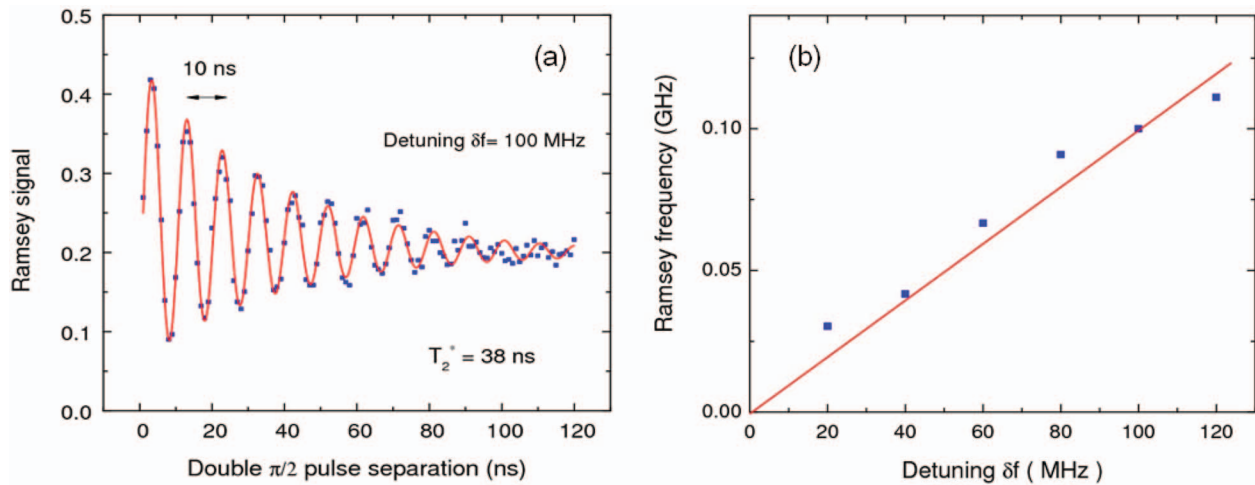 (a)
10 ns
Detuning δf= 100 MHz
T2* = 38 ns
Ramsey signal
0.5
0.4
0.3
0.2
0.1
0.0
0 20 40 60 80 100 120
Double π/2 pulse separation (ns)
(b)
Ramsey frequency (GHz)
0.10
0.05
0.00
0 20 40 60 80 100 120
Detuning δf ( MHz )